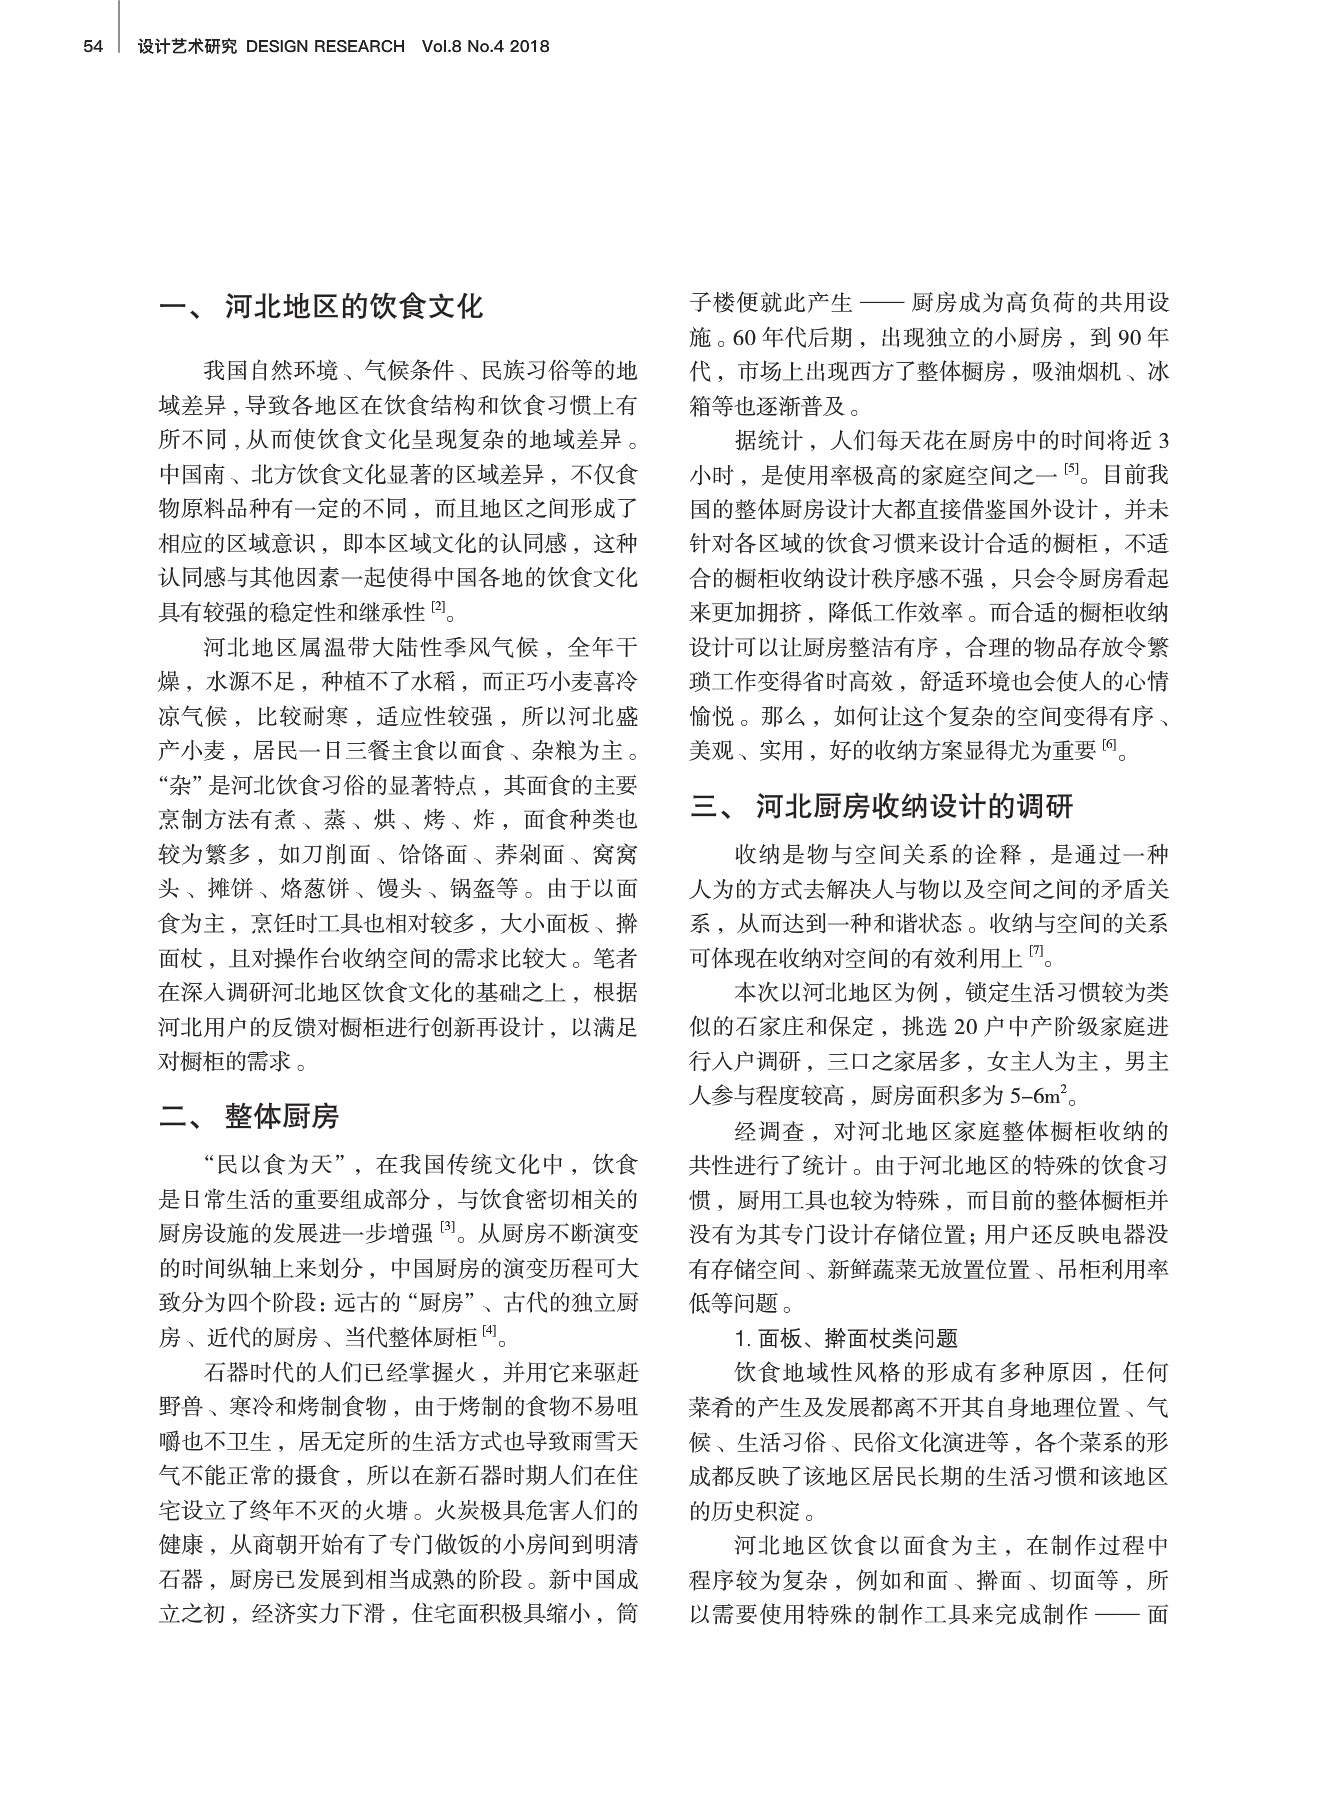 54 设计艺术研究 DESIGN RESEARCH Vol.8 No.4 2018
一、 河北地区的饮食文化
我国自然环境、气候条件、民族习俗等的地
域差异，导致各地区在饮食结构和饮食习惯上有
所不同，从而使饮食文化呈现复杂的地域差异。
中国南、北方饮食文化显著的区域差异，不仅食
物原料品种有一定的不同，而且地区之间形成了
相应的区域意识，即本区域文化的认同感，这种
认同感与其他因素一起使得中国各地的饮食文化
具有较强的稳定性和继承性[2]。
河北地区属温带大陆性季风气候，全年干
燥，水源不足，种植不了水稻，而正巧小麦喜冷
凉气候，比较耐寒，适应性较强，所以河北盛
产小麦，居民一日三餐主食以面食、杂粮为主。
“杂”是河北饮食习俗的显著特点，其面食的主要
烹制方法有煮、蒸、烘、烤、炸，面食种类也
较为繁多，如刀削面、饸饹面、荞剁面、窝窝
头、摊饼、烙葱饼、馒头、锅盔等。由于以面
食为主，烹饪时工具也相对较多，大小面板、擀
面杖，且对操作台收纳空间的需求比较大。笔者
在深入调研河北地区饮食文化的基础之上，根据
河北用户的反馈对橱柜进行创新再设计，以满足
对橱柜的需求。
二、 整体厨房
“民以食为天”，在我国传统文化中，饮食
是日常生活的重要组成部分，与饮食密切相关的
厨房设施的发展进一步增强[3]。从厨房不断演变
的时间纵轴上来划分，中国厨房的演变历程可大
致分为四个阶段：远古的“厨房”、古代的独立厨
房、近代的厨房、当代整体厨柜[4]。
石器时代的人们已经掌握火，并用它来驱赶
野兽、寒冷和烤制食物，由于烤制的食物不易咀
嚼也不卫生，居无定所的生活方式也导致雨雪天
气不能正常的摄食，所以在新石器时期人们在住
宅设立了终年不灭的火塘。火炭极具危害人们的
健康，从商朝开始有了专门做饭的小房间到明清
石器，厨房已发展到相当成熟的阶段。新中国成
立之初，经济实力下滑，住宅面积极具缩小，筒
子楼便就此产生——厨房成为高负荷的共用设
施。60年代后期，出现独立的小厨房，到90年
代，市场上出现西方了整体橱房，吸油烟机、冰
箱等也逐渐普及。
据统计，人们每天花在厨房中的时间将近3
小时，是使用率极高的家庭空间之一[5]。目前我
国的整体厨房设计大都直接借鉴国外设计，并未
针对各区域的饮食习惯来设计合适的橱柜，不适
合的橱柜收纳设计秩序感不强，只会令厨房看起
来更加拥挤，降低工作效率。而合适的橱柜收纳
设计可以让厨房整洁有序，合理的物品存放令繁
琐工作变得省时高效，舒适环境也会使人的心情
愉悦。那么，如何让这个复杂的空间变得有序、
美观、实用，好的收纳方案显得尤为重要[6]。
三、 河北厨房收纳设计的调研
收纳是物与空间关系的诠释，是通过一种
人为的方式去解决人与物以及空间之间的矛盾关
系，从而达到一种和谐状态。收纳与空间的关系
可体现在收纳对空间的有效利用上[7]。
本次以河北地区为例，锁定生活习惯较为类
似的石家庄和保定，挑选20户中产阶级家庭进
行入户调研，三口之家居多，女主人为主，男主
人参与程度较高，厨房面积多为5–6m²。
经调查，对河北地区家庭整体橱柜收纳的
共性进行了统计。由于河北地区的特殊的饮食习
惯，厨用工具也较为特殊，而目前的整体橱柜并
没有为其专门设计存储位置；用户还反映电器没
有存储空间、新鲜蔬菜无放置位置、吊柜利用率
低等问题。
1. 面板、擀面杖类问题
饮食地域性风格的形成有多种原因，任何
菜肴的产生及发展都离不开其自身地理位置、气
候、生活习俗、民俗文化演进等，各个菜系的形
成都反映了该地区居民长期的生活习惯和该地区
的历史积淀。
河北地区饮食以面食为主，在制作过程中
程序较为复杂，例如和面、擀面、切面等，所
以需要使用特殊的制作工具来完成制作——面